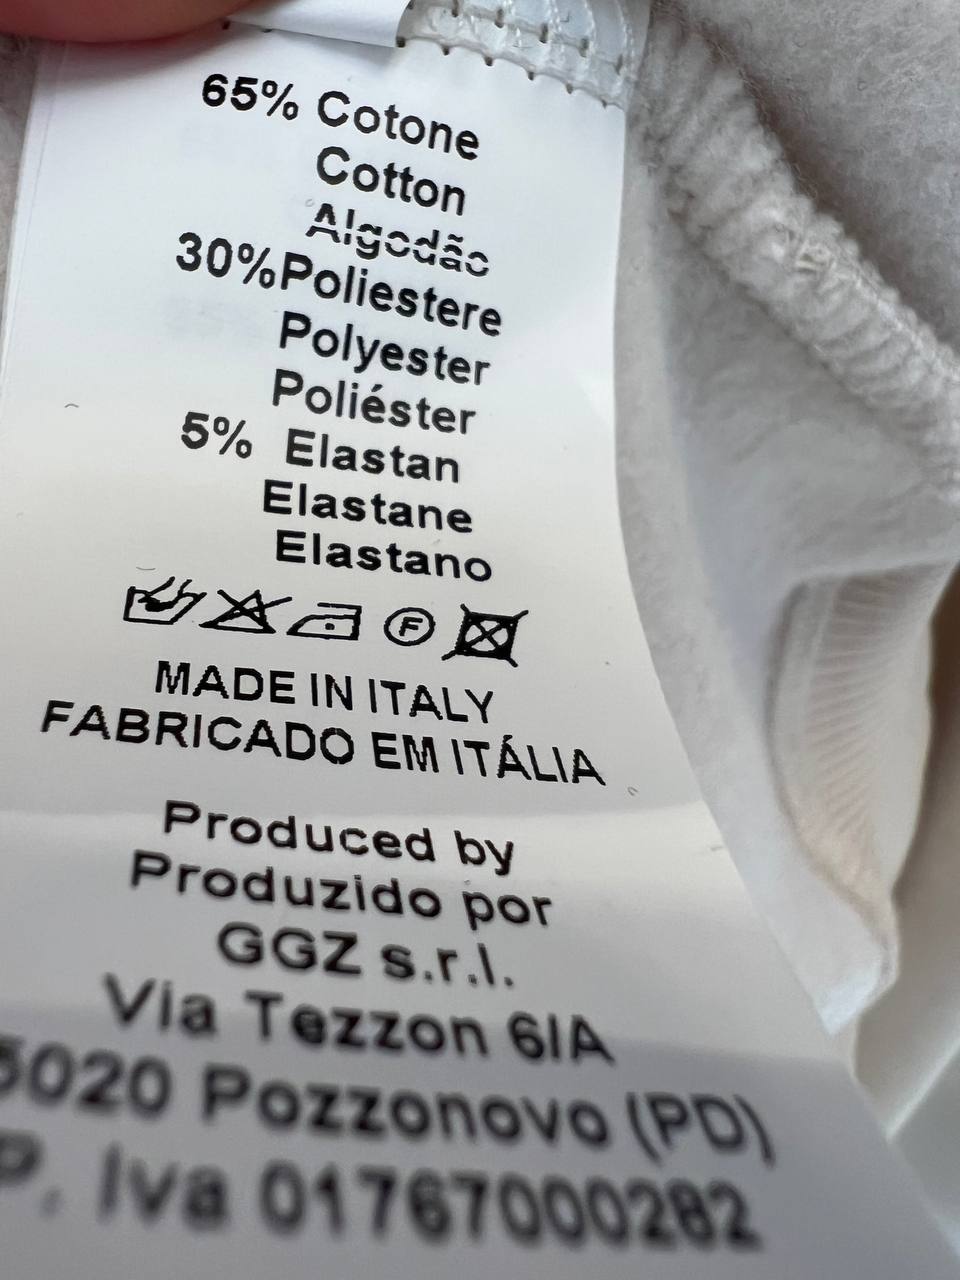 65% Cotone
Cotton
Algodão
30%Poliestere
Polyester
Poliéster
5% Elastan
Elastane
Elastano
F
MADE IN ITALY
FABRICADO EM ITÁLIA
Produced by
Produzido por
GGZ s.r.l.
Via Tezzon 6IA
5020 Pozzonovo (PD)
P. Iva 01767000282